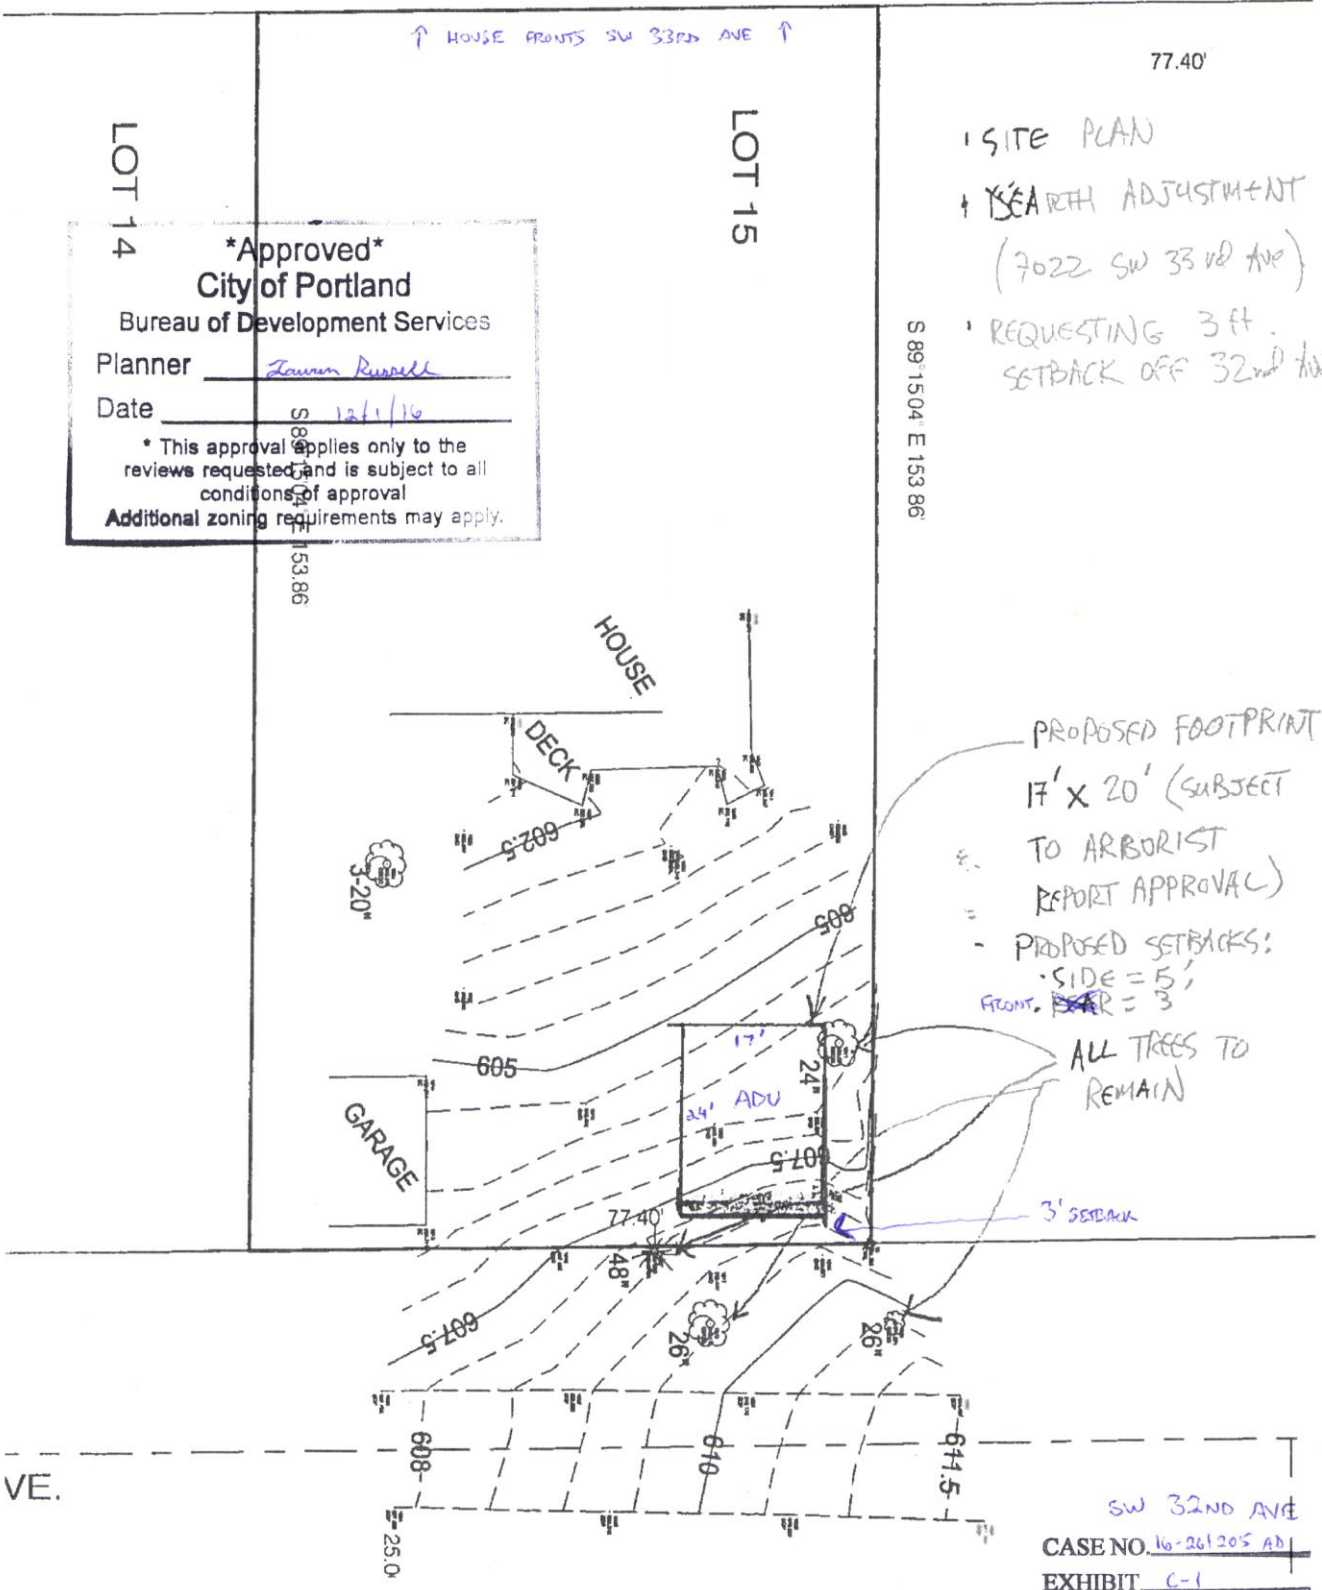 ↑ HOUSE FRONTS SW 33RD AVE ↑
77.40'
LOT 14
LOT 15
*Approved*
City of Portland
Bureau of Development Services
Planner Lauren Russell
Date 12/1/16
* This approval applies only to the
reviews requested and is subject to all
conditions of approval
Additional zoning requirements may apply.
S 89°15'04" E 153.86'
S 89°15'04" E 153.86'
SITE PLAN
ADJUSTMENT
(7022 SW 33rd Ave)
REQUESTING 3 ft.
SETBACK OFF 32nd Av
HOUSE
DECK
602.5
3-20"
605
605
PROPOSED FOOTPRINT
17' X 20' (SUBJECT
TO ARBORIST
REPORT APPROVAL)
- PROPOSED SETBACKS:
·SIDE = 5',
FRONT. = 3
ALL TREES TO
REMAIN
17'
24"
24' ADU
GARAGE
607.5
77.40'
3' SETBACK
48"
607.5
26"
26"
608
610
611.5
VE.
25.0
SW 32ND AVE
CASE NO. 16-261205 AD
EXHIBIT C-1